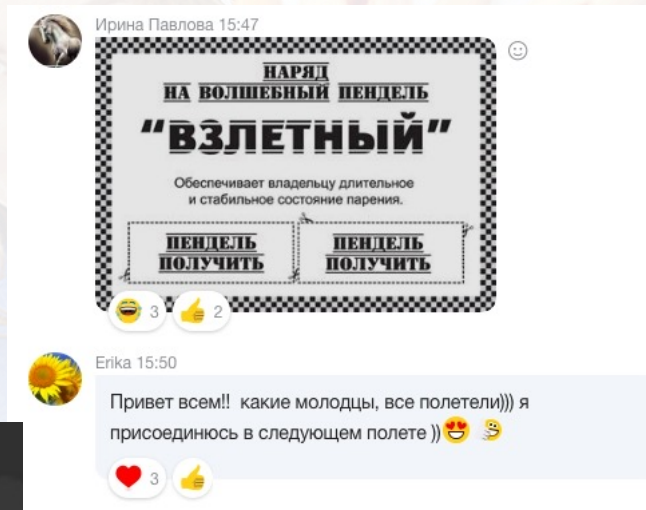 Ирина Павлова 15:47
НАРЯД
НА ВОЛШЕБНЫЙ ПЕНДЕЛЬ
“ВЗЛЕТНЫЙ”
Обеспечивает владельцу длительное
и стабильное состояние парения.
ПЕНДЕЛЬ
ПОЛУЧИТЬ
ПЕНДЕЛЬ
ПОЛУЧИТЬ
3
2
Erika 15:50
Привет всем!! какие молодцы, все полетели))) я
присоединюсь в следующем полете ))
3